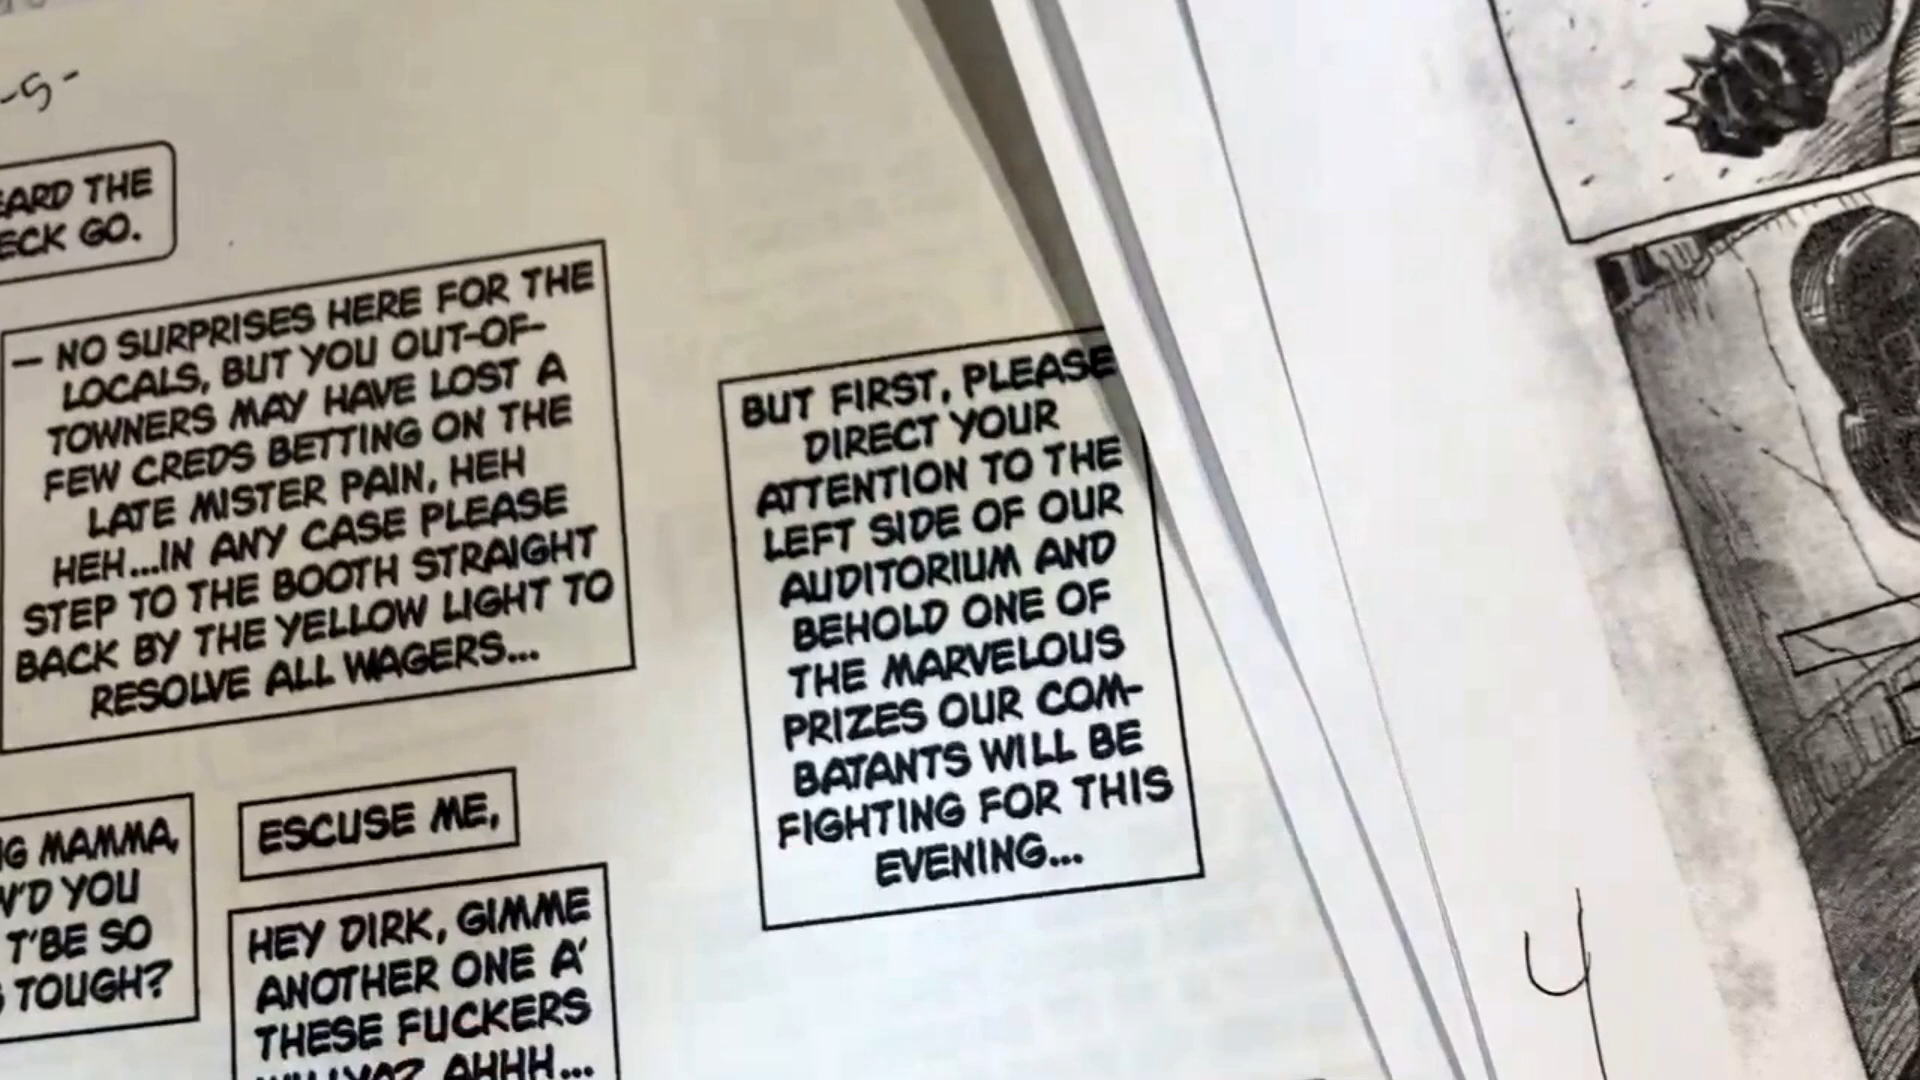 -5-
EARD THE
ECK GO.
— NO SURPRISES HERE FOR THE
LOCALS, BUT YOU OUT-OF-
TOWNERS MAY HAVE LOST A
FEW CREDS BETTING ON THE
LATE MISTER PAIN, HEH
HEH...IN ANY CASE PLEASE
STEP TO THE BOOTH STRAIGHT
BACK BY THE YELLOW LIGHT TO
RESOLVE ALL WAGERS...
BUT FIRST, PLEASE
DIRECT YOUR
ATTENTION TO THE
LEFT SIDE OF OUR
AUDITORIUM AND
BEHOLD ONE OF
THE MARVELOUS
PRIZES OUR COM-
BATANTS WILL BE
FIGHTING FOR THIS
EVENING...
G MAMMA,
W'D YOU
T'BE SO
TOUGH?
ESCUSE ME,
HEY DIRK, GIMME
ANOTHER ONE A'
THESE FUCKERS
WILLYA? AHHH...
4